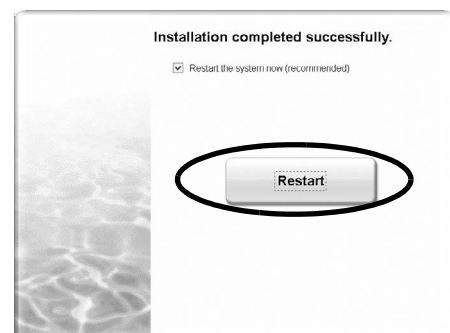 Installation completed successfully.
Restart the system now (recommended)
Restart